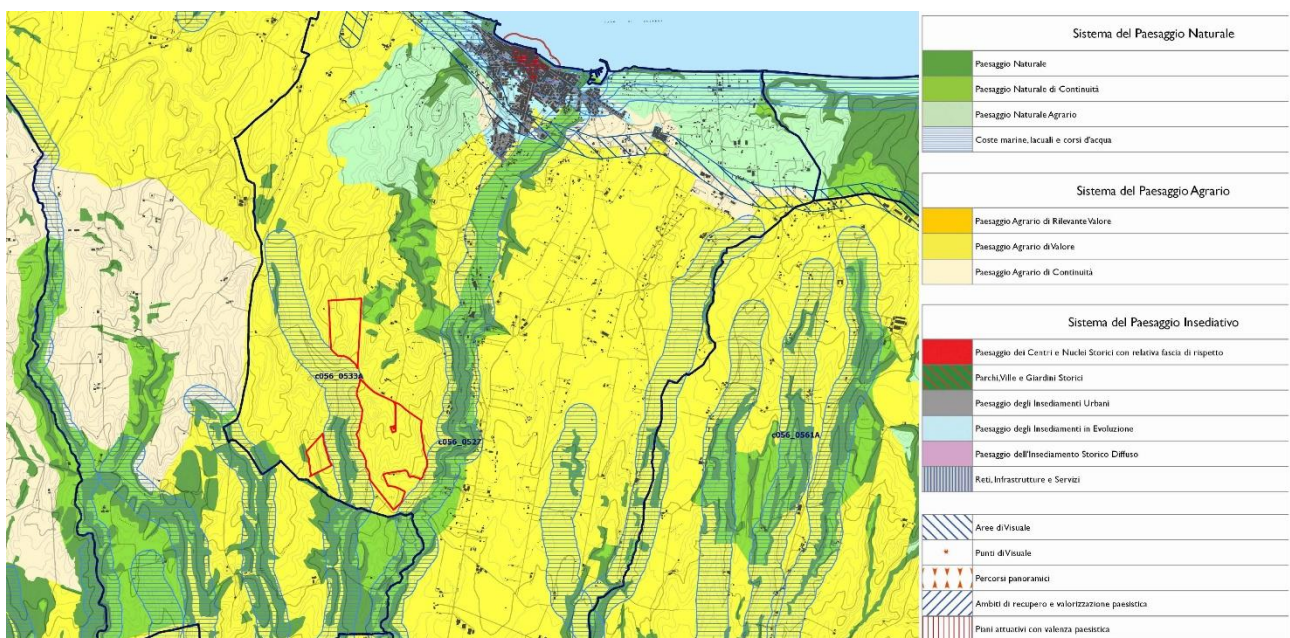 c056_0533A
c056_0527
c056_0561A
Sistema del Paesaggio Naturale
Paesaggio Naturale
Paesaggio Naturale di Continuità
Paesaggio Naturale Agrario
Coste marine, lacuali e corsi d'acqua
Sistema del Paesaggio Agrario
Paesaggio Agrario di Rilevante Valore
Paesaggio Agrario di Valore
Paesaggio Agrario di Continuità
Sistema del Paesaggio Insediativo
Paesaggio dei Centri e Nuclei Storici con relativa fascia di rispetto
Parchi, Ville e Giardini Storici
Paesaggio degli Insediamenti Urbani
Paesaggio degli Insediamenti in Evoluzione
Paesaggio dell'Insediamento Storico Diffuso
Reti, Infrastrutture e Servizi
Aree di Visuale
Punti di Visuale
Percorsi panoramici
Ambiti di recupero e valorizzazione paesistica
Piani attuativi con valenza paesistica